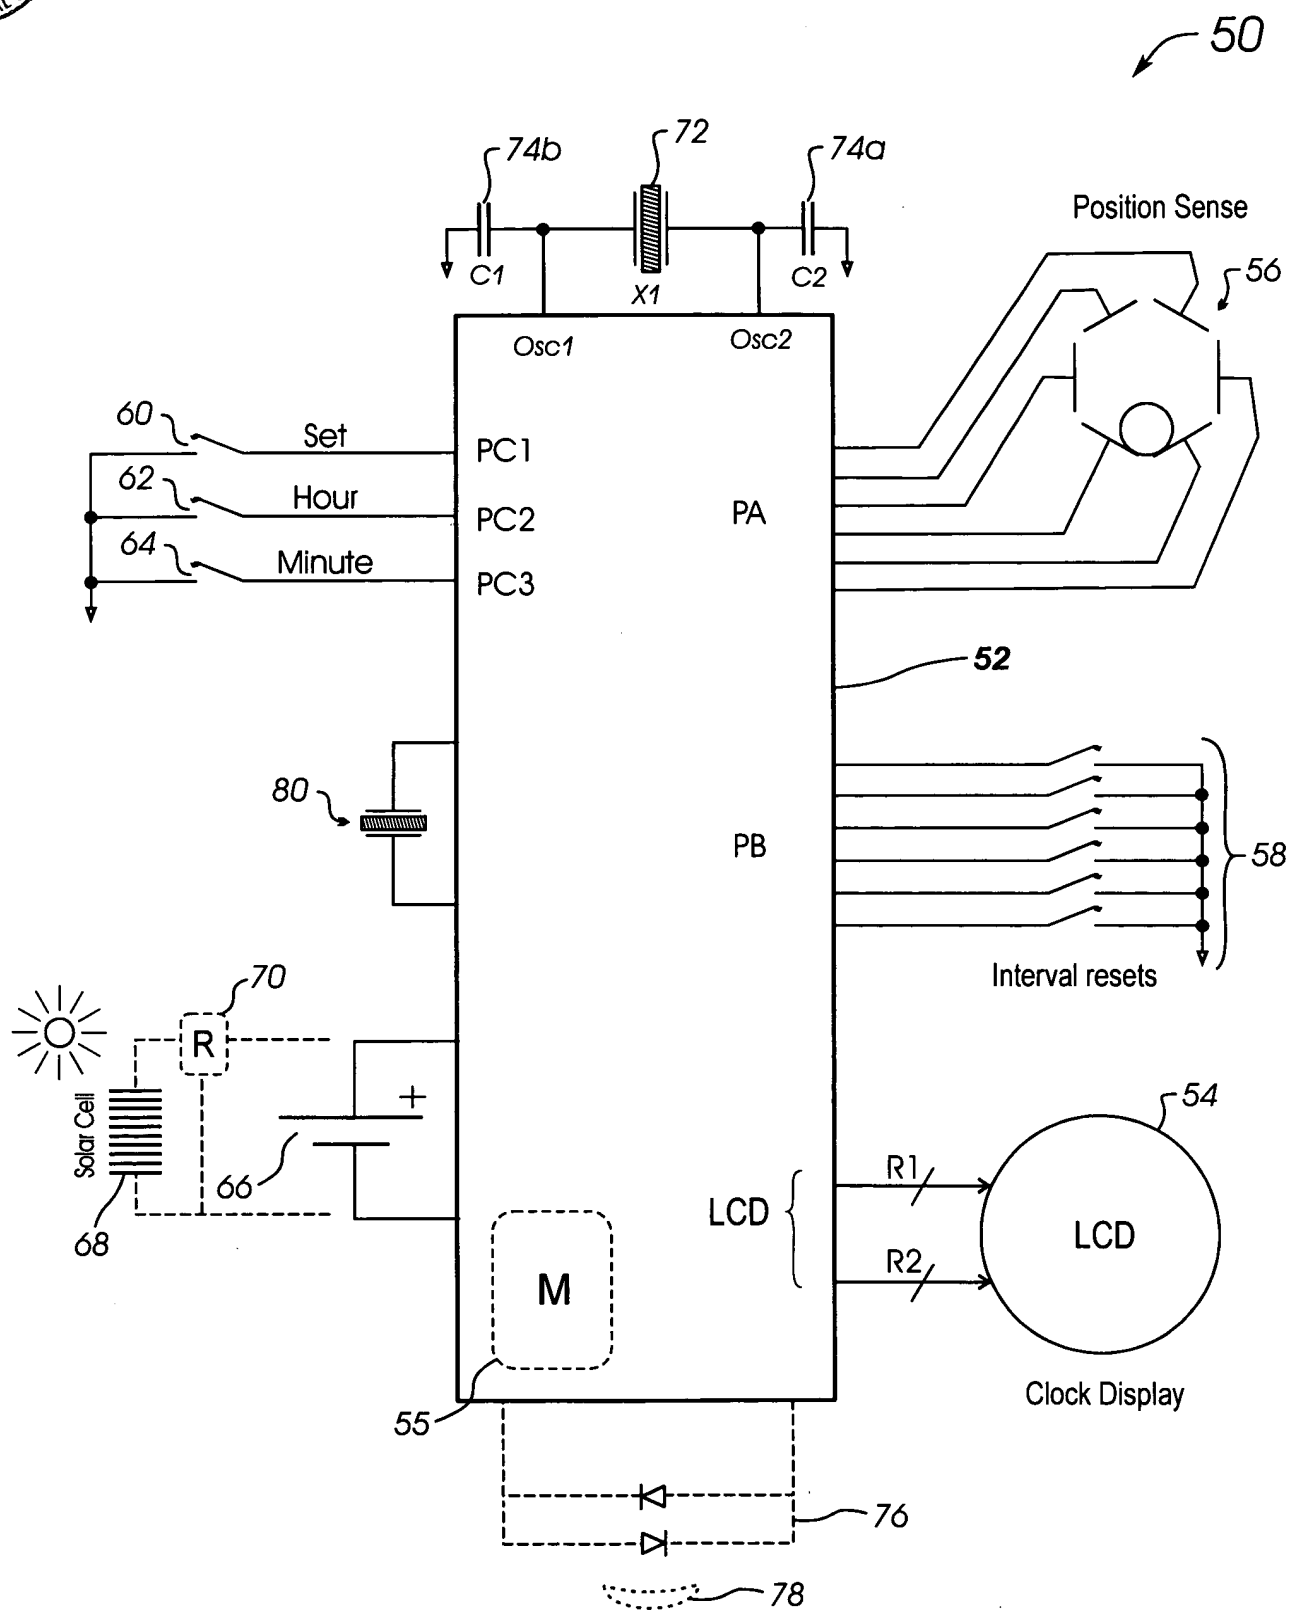 50
74b
72
74a
Position Sense
56
C1
X1
C2
Osc1
Osc2
60
Set
PC1
62
Hour
PC2
PA
64
Minute
PC3
52
80
PB
58
Interval resets
70
R
Solar Cell
+
66
68
54
R1
LCD
LCD
R2
M
Clock Display
55
76
78